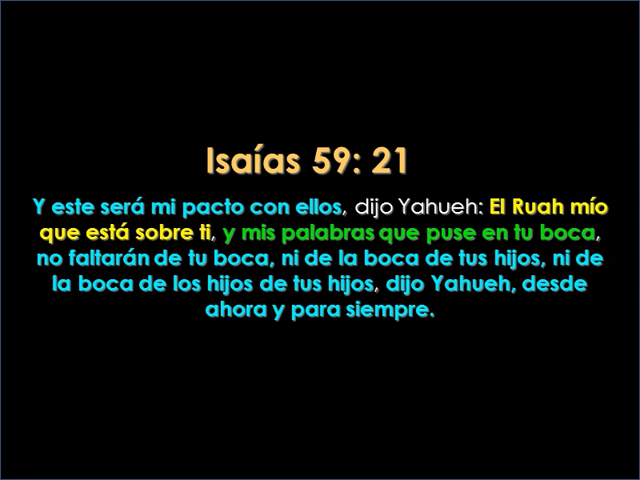 Isaías 59: 21
Y este será mi pacto con ellos, dijo Yahueh: El Ruah mío
que está sobre ti, y mis palabras que puse en tu boca,
no faltarán de tu boca, ni de la boca de tus hijos, ni de
la boca de los hijos de tus hijos, dijo Yahueh, desde
ahora y para siempre.